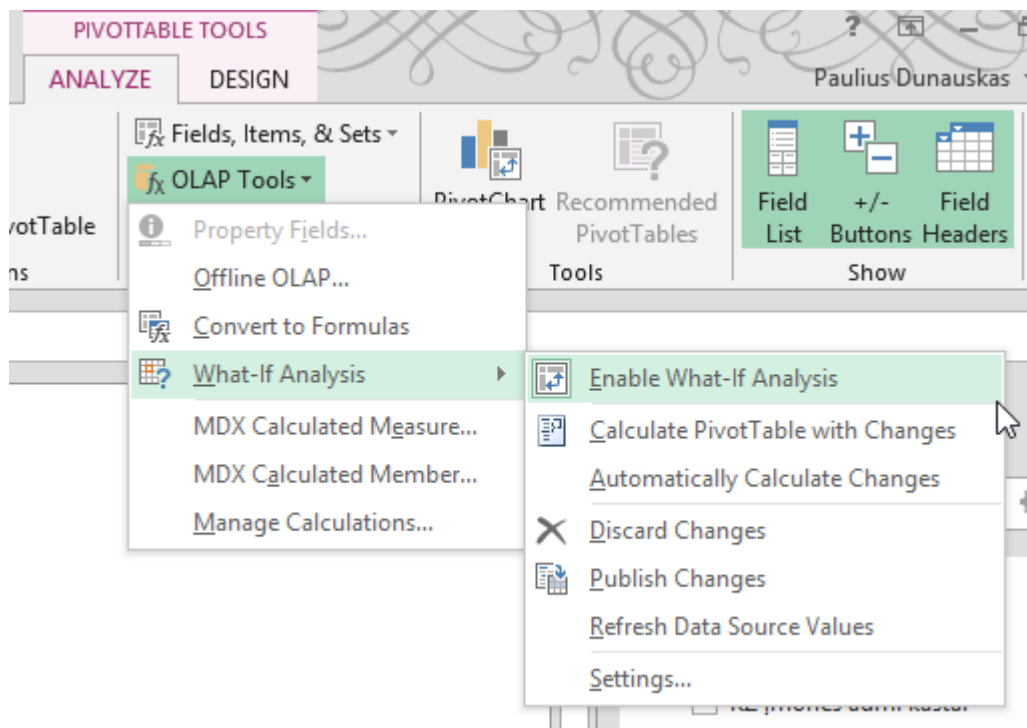 PIVOTTABLE TOOLS
?
ANALYZE DESIGN Paulius Dunauskas
Fields, Items, & Sets
OLAP Tools
PivotChart Recommended PivotTables
Field List
+/- Buttons
Field Headers
votTable
ns
Tools
Show
Property Fields...
Offline OLAP...
Convert to Formulas
What-If Analysis
MDX Calculated Measure...
MDX Calculated Member...
Manage Calculations...
Enable What-If Analysis
Calculate PivotTable with Changes
Automatically Calculate Changes
Discard Changes
Publish Changes
Refresh Data Source Values
Settings...